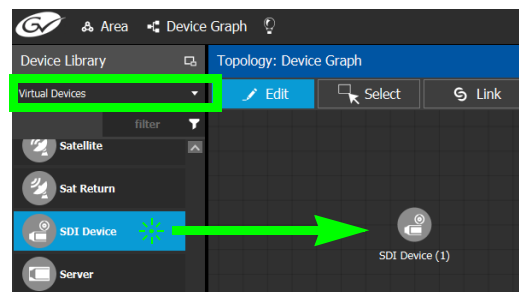 GV Area Device Graph
Device Library
Topology: Device Graph
Virtual Devices
Edit Select Link
filter
Satellite
Sat Return
SDI Device
SDI Device (1)
Server